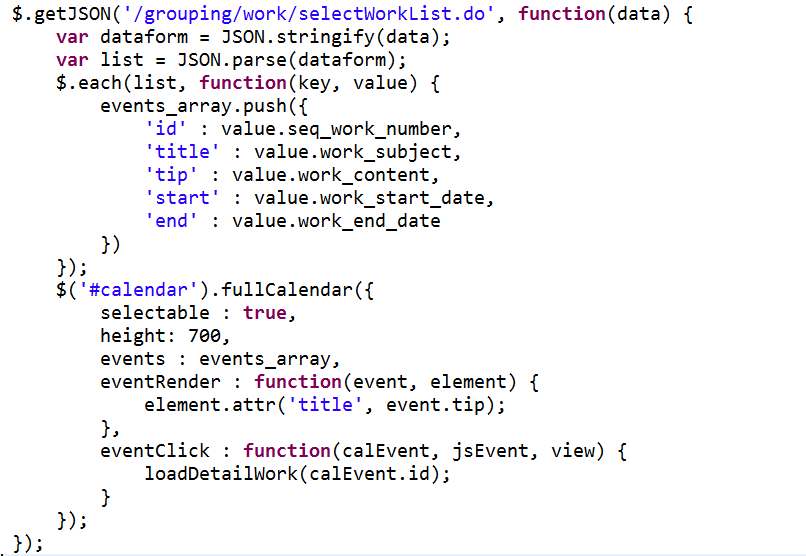 $.getJSON('/grouping/work/selectWorkList.do', function(data) {
    var dataform = JSON.stringify(data);
    var list = JSON.parse(dataform);
    $.each(list, function(key, value) {
        events_array.push({
            'id' : value.seq_work_number,
            'title' : value.work_subject,
            'tip' : value.work_content,
            'start' : value.work_start_date,
            'end' : value.work_end_date
        })
    });
    $('#calendar').fullCalendar({
        selectable : true,
        height: 700,
        events : events_array,
        eventRender : function(event, element) {
            element.attr('title', event.tip);
        },
        eventClick : function(calEvent, jsEvent, view) {
            loadDetailWork(calEvent.id);
        }
    });
});